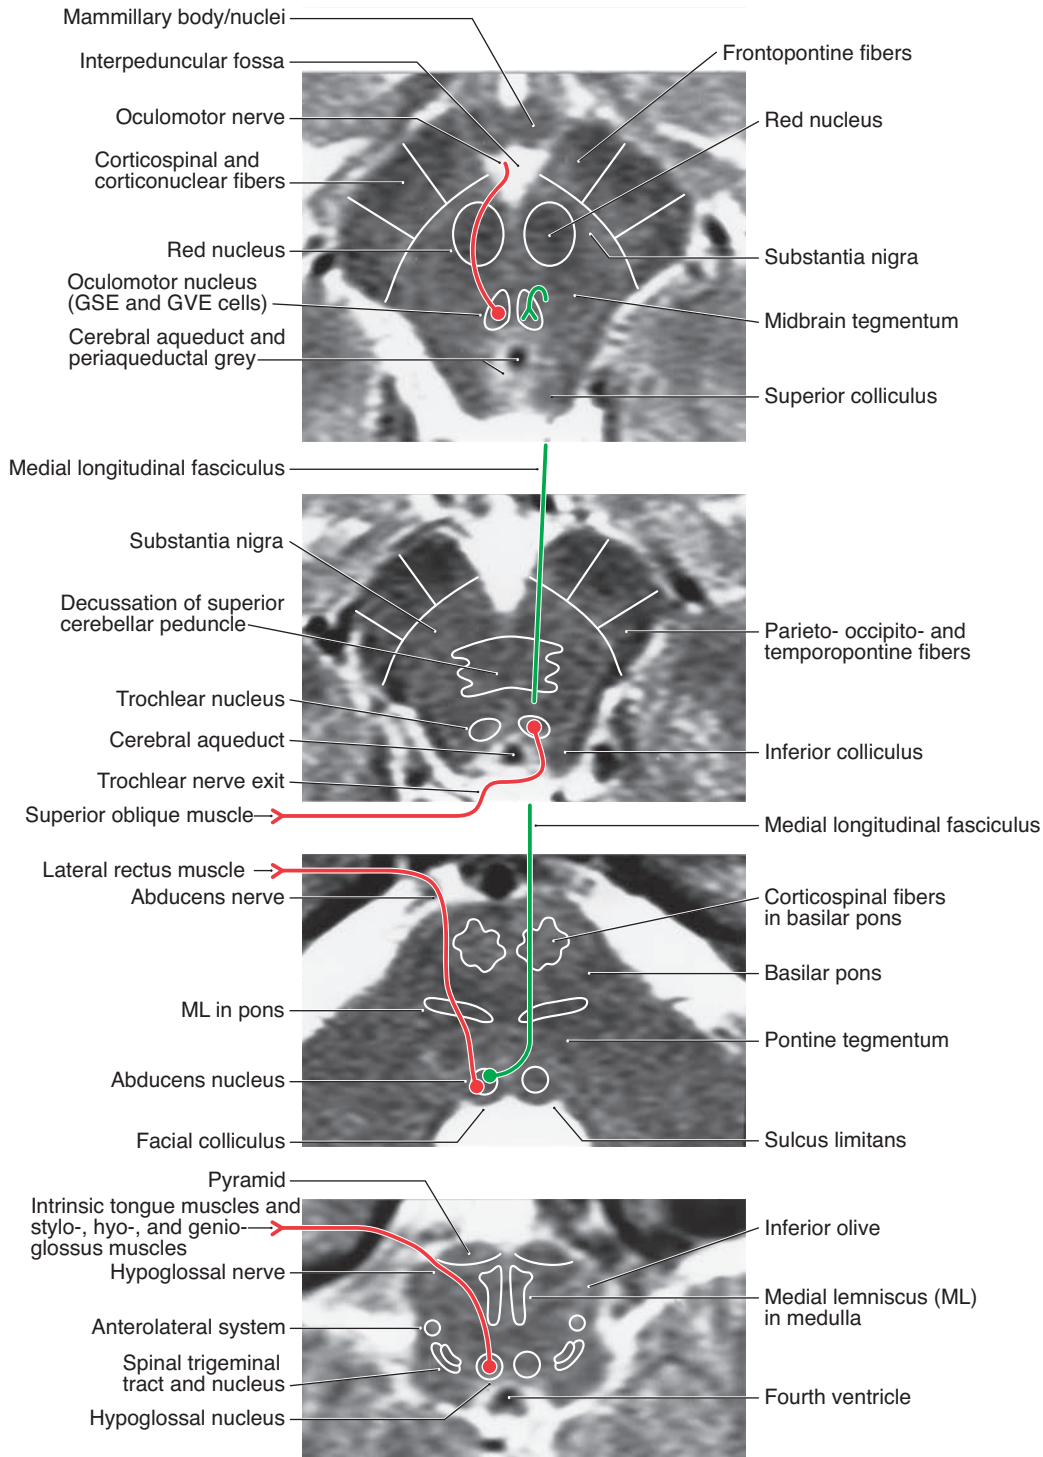 Mammillary body/nuclei
Interpeduncular fossa
Frontopontine fibers
Oculomotor nerve
Red nucleus
Corticospinal and
corticonuclear fibers
Red nucleus
Substantia nigra
Oculomotor nucleus
(GSE and GVE cells)
Midbrain tegmentum
Cerebral aqueduct and
periaqueductal grey
Superior colliculus
Medial longitudinal fasciculus
Substantia nigra
Decussation of superior
cerebellar peduncle
Parieto- occipito- and
temporopontine fibers
Trochlear nucleus
Cerebral aqueduct
Inferior colliculus
Trochlear nerve exit
Superior oblique muscle
Medial longitudinal fasciculus
Lateral rectus muscle
Abducens nerve
Corticospinal fibers
in basilar pons
Basilar pons
ML in pons
Pontine tegmentum
Abducens nucleus
Facial colliculus
Sulcus limitans
Pyramid
Intrinsic tongue muscles and
stylo-, hyo-, and genio-
glossus muscles
Inferior olive
Hypoglossal nerve
Medial lemniscus (ML)
in medulla
Anterolateral system
Spinal trigeminal
tract and nucleus
Fourth ventricle
Hypoglossal nucleus